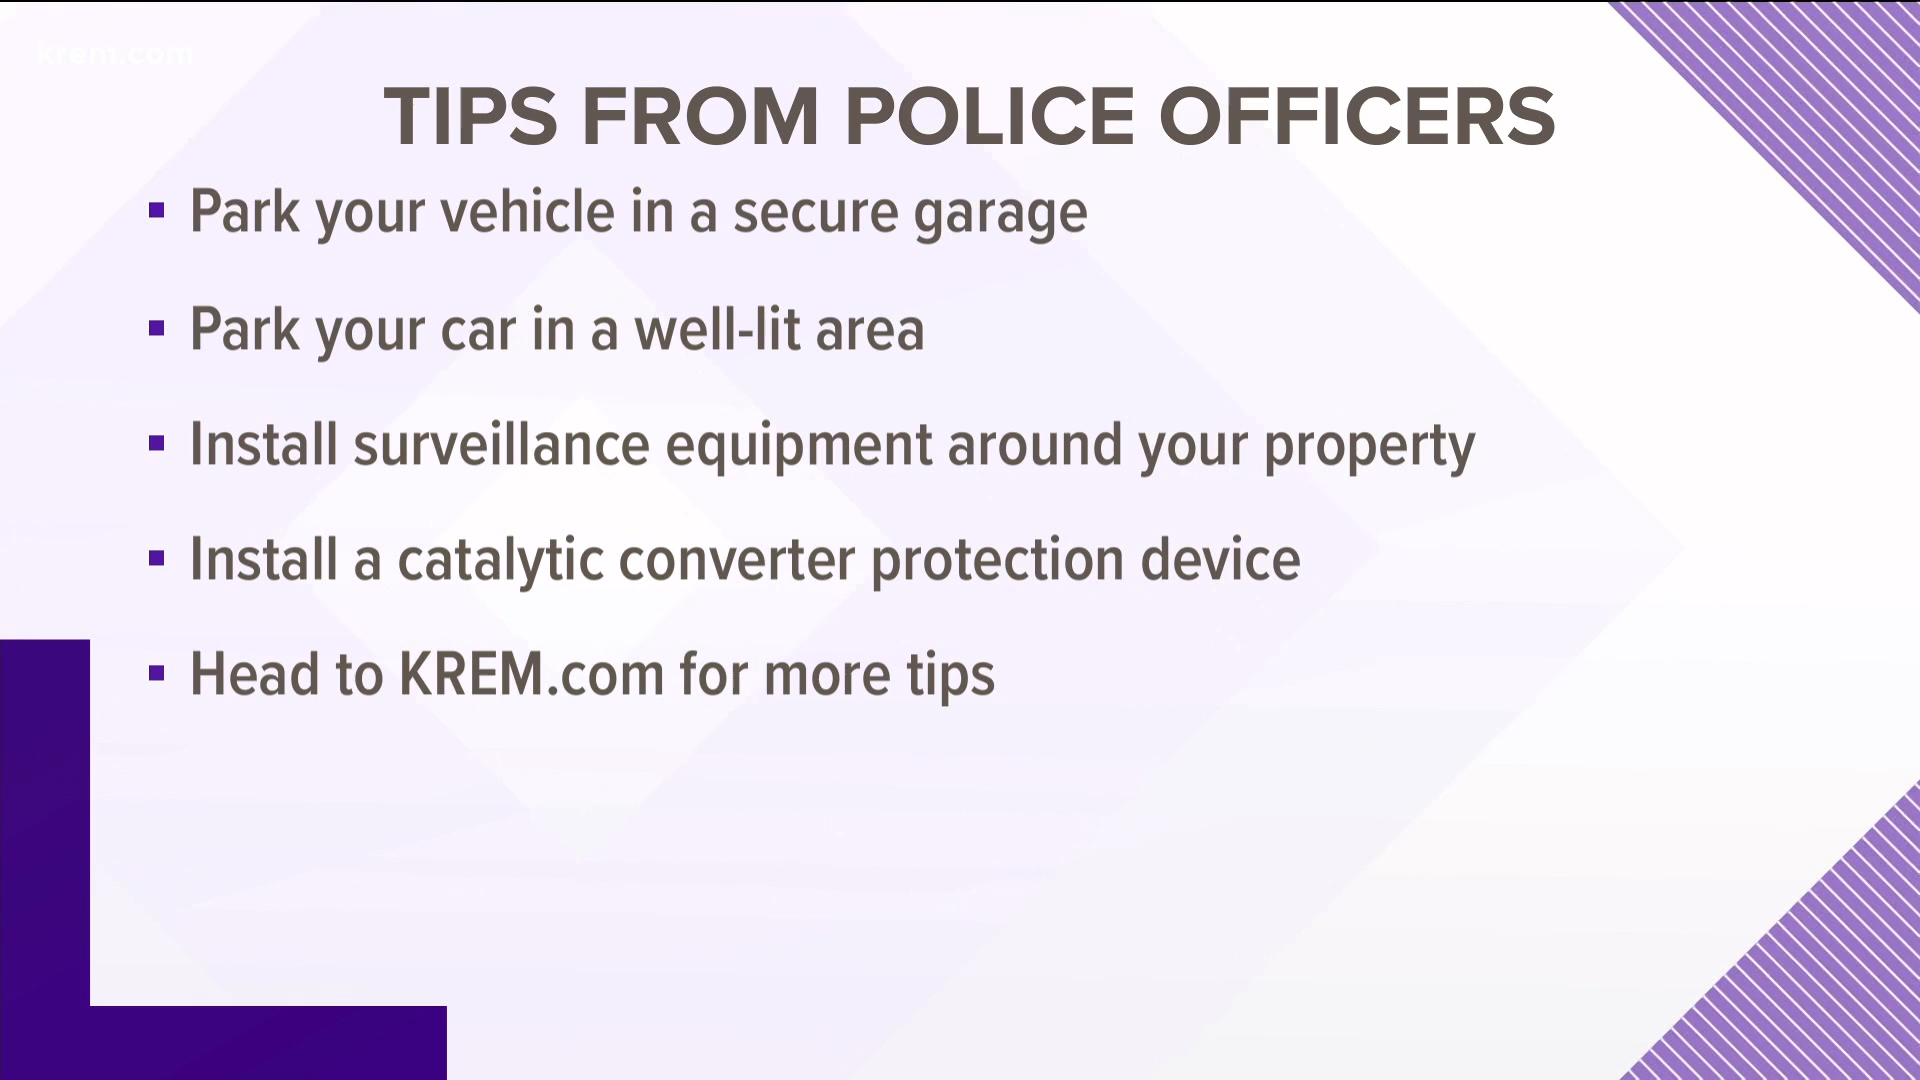 krem.com
TIPS FROM POLICE OFFICERS
Park your vehicle in a secure garage
Park your car in a well-lit area
Install surveillance equipment around your property
Install a catalytic converter protection device
Head to KREM.com for more tips